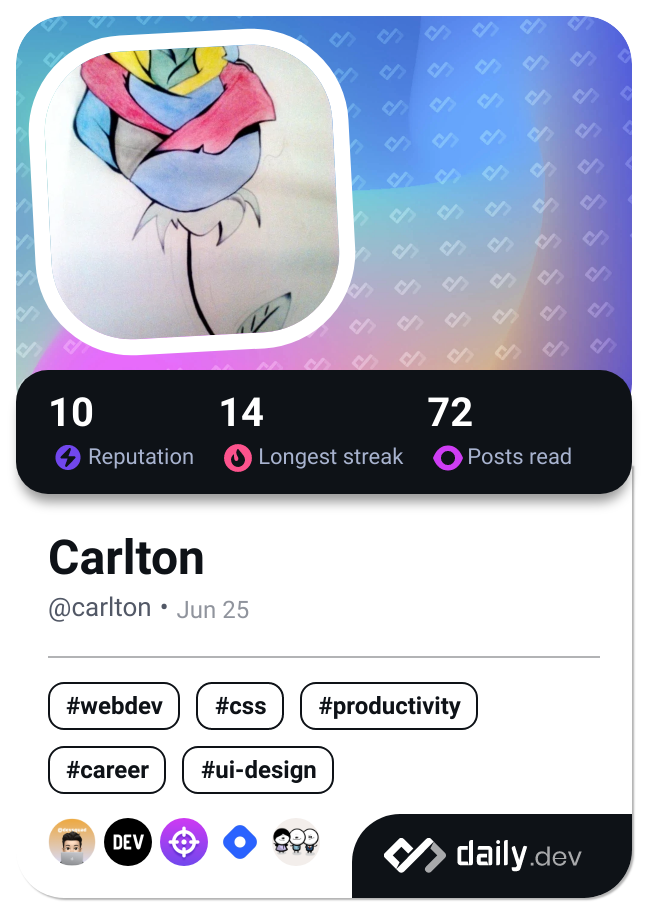 10 14 72
Reputation Longest streak Posts read
Carlton
@carlton • Jun 25
#webdev #css #productivity
#career #ui-design
DEV
daily.dev